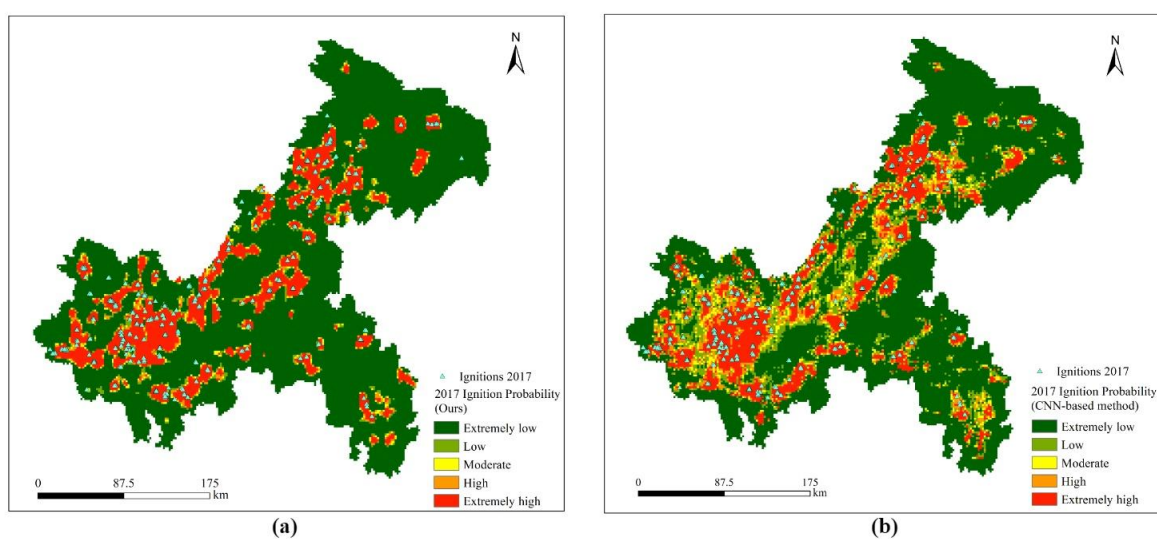 N
Ignitions 2017
2017 Ignition Probability
(Ours)
Extremely low
Low
Moderate
High
Extremely high
0 87.5 175
km
(a)
N
Ignitions 2017
2017 Ignition Probability
(CNN-based method)
Extremely low
Low
Moderate
High
Extremely high
0 87.5 175
km
(b)